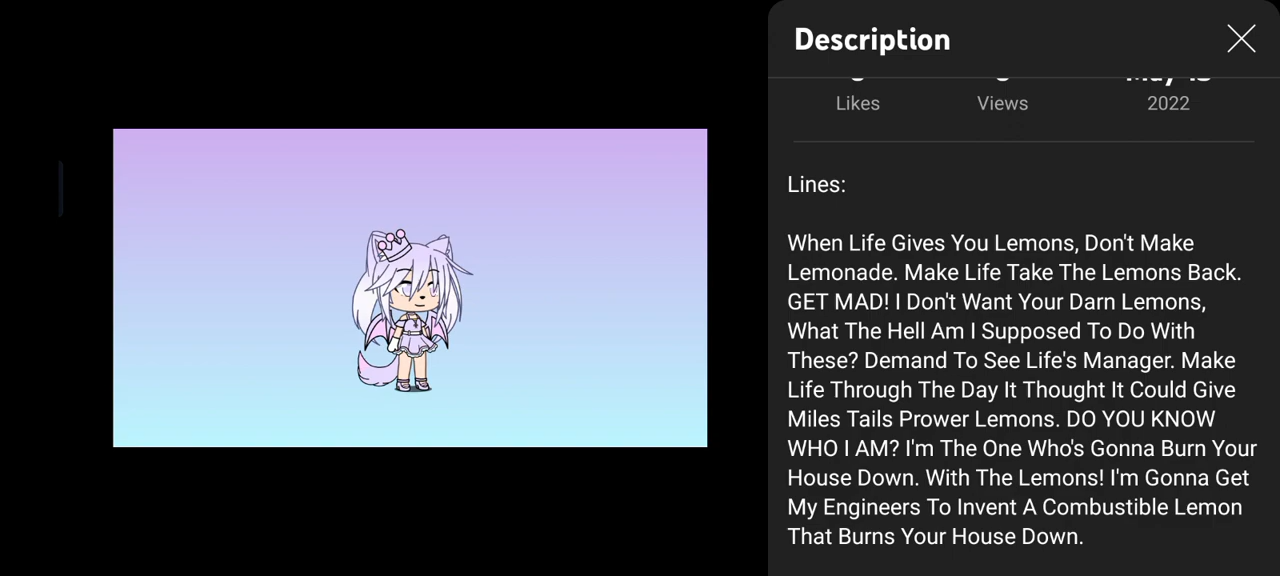 Description
Likes Views 2022
Lines:
When Life Gives You Lemons, Don't Make
Lemonade. Make Life Take The Lemons Back.
GET MAD! I Don't Want Your Darn Lemons,
What The Hell Am I Supposed To Do With
These? Demand To See Life's Manager. Make
Life Through The Day It Thought It Could Give
Miles Tails Prower Lemons. DO YOU KNOW
WHO I AM? I'm The One Who's Gonna Burn Your
House Down. With The Lemons! I'm Gonna Get
My Engineers To Invent A Combustible Lemon
That Burns Your House Down.